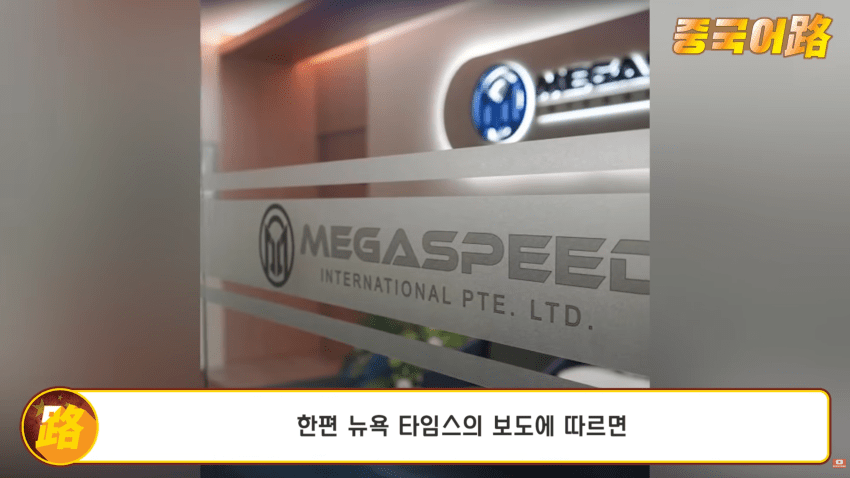 중국어路
MEGA
MEGASPEED
INTERNATIONAL PTE. LTD.
路
한편 뉴욕 타임스의 보도에 따르면